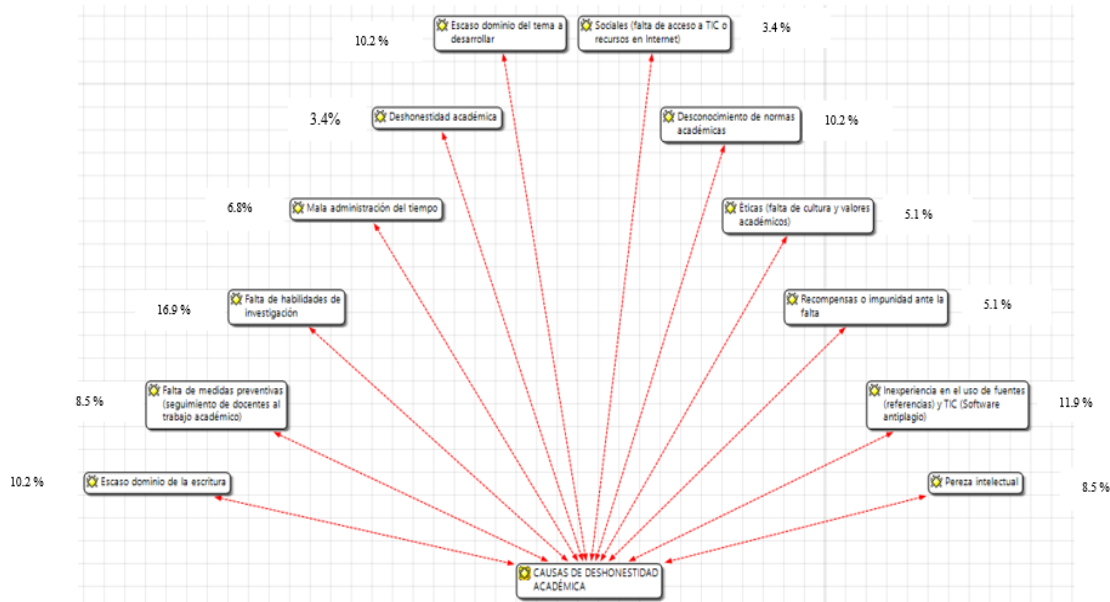 Escaso dominio del tema a
desarrollar
10.2 %
Sociales (falta de acceso a TIC o
recursos en Internet)
3.4 %
3.4%
Deshonestidad académica
Desconocimiento de normas
académicas
10.2 %
6.8%
Mala administración del tiempo
Éticas (falta de cultura y valores
académicos)
5.1 %
16.9 %
Falta de habilidades de
investigación
Recompensas o impunidad ante la
falta
5.1 %
8.5 %
Falta de medidas preventivas
(seguimiento de docentes al
trabajo académico)
Inexperiencia en el uso de fuentes
(referencias) y TIC (Software
antiplagio)
11.9 %
10.2 %
Escaso dominio de la escritura
Pereza intelectual
8.5 %
CAUSAS DE DESHONESTIDAD
ACADÉMICA